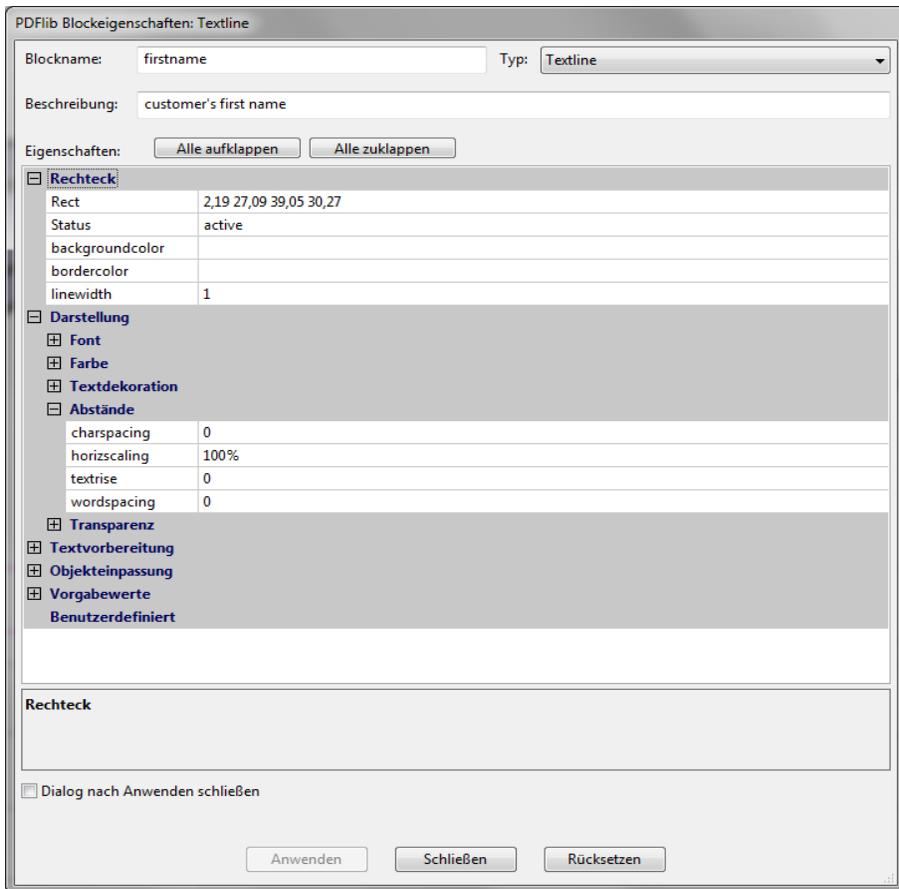 PDFlib Blockeigenschaften: Textline
Blockname: firstname Typ: Textline
Beschreibung: customer's first name
Eigenschaften: Alle aufklappen Alle zuklappen
Rechteck
Rect 2,19 27,09 39,05 30,27
Status active
backgroundcolor
bordercolor
linewidth 1
Darstellung
Font
Farbe
Textdekoration
Abstände
charspacing 0
horizscaling 100%
textrise 0
wordspacing 0
Transparenz
Textvorbereitung
Objekteinpassung
Vorgabewerte
Benutzerdefiniert
Rechteck
Dialog nach Anwenden schließen
Anwenden Schließen Rücksetzen